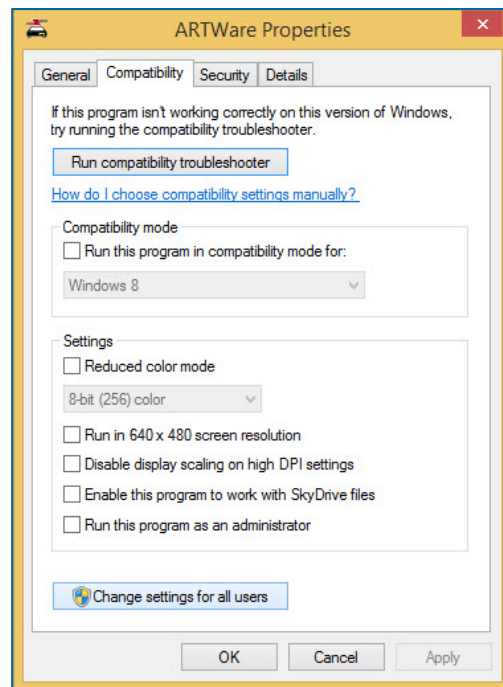 ARTWare Properties
General Compatibility Security Details
If this program isn't working correctly on this version of Windows,
try running the compatibility troubleshooter.
Run compatibility troubleshooter
How do I choose compatibility settings manually?
Compatibility mode
Run this program in compatibility mode for:
Windows 8
Settings
Reduced color mode
8-bit (256) color
Run in 640 x 480 screen resolution
Disable display scaling on high DPI settings
Enable this program to work with SkyDrive files
Run this program as an administrator
Change settings for all users
OK Cancel Apply